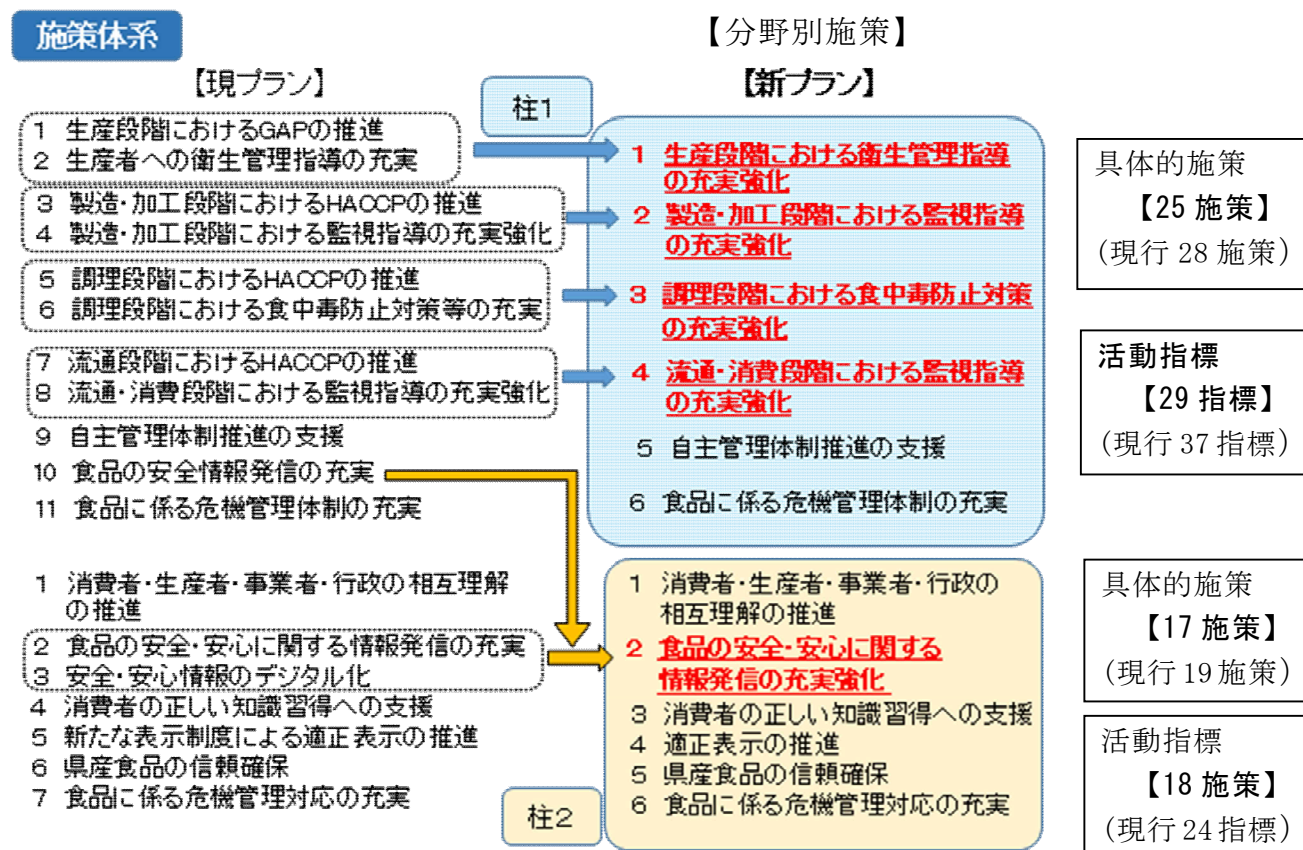 施策体系
【分野別施策】
【現プラン】
【新プラン】
柱1
1 生産段階におけるGAPの推進
2 生産者への衛生管理指導の充実
3 製造・加工段階におけるHACCPの推進
4 製造・加工段階における監視指導の充実強化
5 調理段階におけるHACCPの推進
6 調理段階における食中毒防止対策等の充実
7 流通段階におけるHACCPの推進
8 流通・消費段階における監視指導の充実強化
9 自主管理体制推進の支援
10 食品の安全情報発信の充実
11 食品に係る危機管理体制の充実
1 生産段階における衛生管理指導
の充実強化
2 製造・加工段階における監視指導
の充実強化
3 調理段階における食中毒防止対策
の充実強化
4 流通・消費段階における監視指導
の充実強化
5 自主管理体制推進の支援
6 食品に係る危機管理体制の充実
具体的施策
【25 施策】
(現行 28 施策)
活動指標
【29 指標】
(現行 37 指標)
1 消費者・生産者・事業者・行政の相互理解
の推進
2 食品の安全・安心に関する情報発信の充実
3 安全・安心情報のデジタル化
4 消費者の正しい知識習得への支援
5 新たな表示制度による適正表示の推進
6 県産食品の信頼確保
7 食品に係る危機管理対応の充実
柱2
1 消費者・生産者・事業者・行政の
相互理解の推進
2 食品の安全・安心に関する
情報発信の充実強化
3 消費者の正しい知識習得への支援
4 適正表示の推進
5 県産食品の信頼確保
6 食品に係る危機管理対応の充実
具体的施策
【17 施策】
(現行 19 施策)
活動指標
【18 施策】
(現行 24 指標)